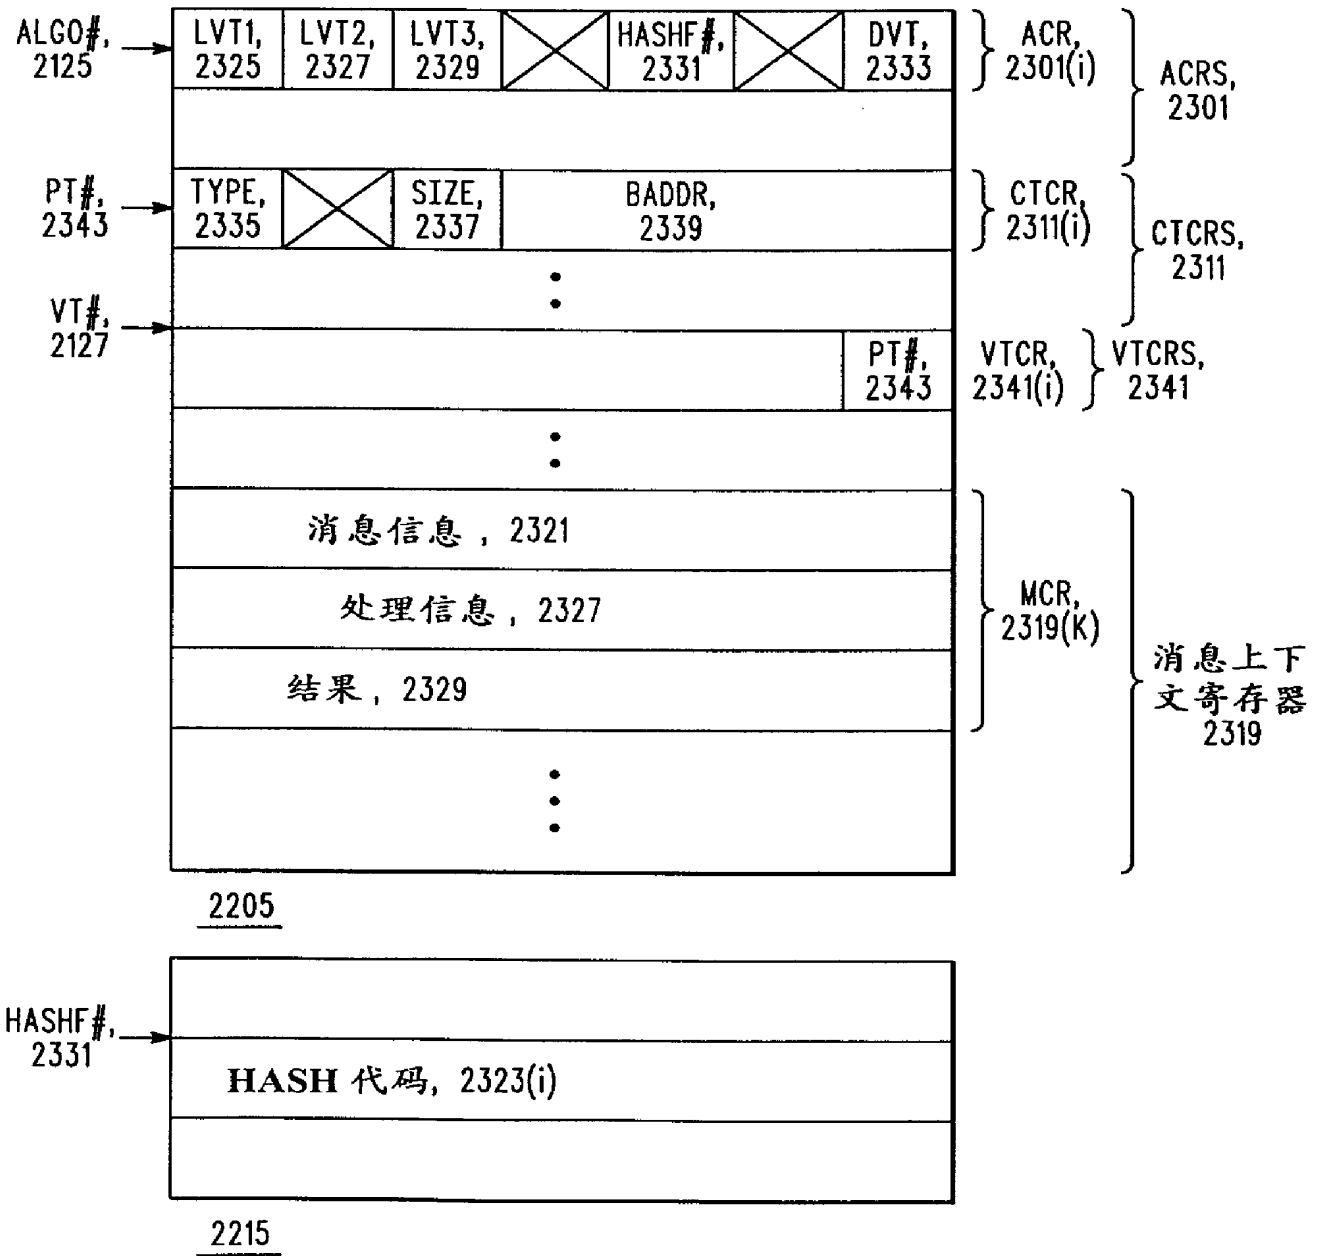 ALGO#,
2125
LVT1,
2325
LVT2,
2327
LVT3,
2329
HASHF#,
2331
DVT,
2333
ACR,
2301(i)
ACRS,
2301
PT#,
2343
TYPE,
2335
SIZE,
2337
BADDR,
2339
CTCR,
2311(i)
CTCRS,
2311
VT#,
2127
PT#,
2343
VTCR,
2341(i)
VTCRS,
2341
消息信息, 2321
处理信息, 2327
结果, 2329
MCR,
2319(K)
消息上下
文寄存器
2319
2205
HASHF#,
2331
HASH 代码, 2323(i)
2215